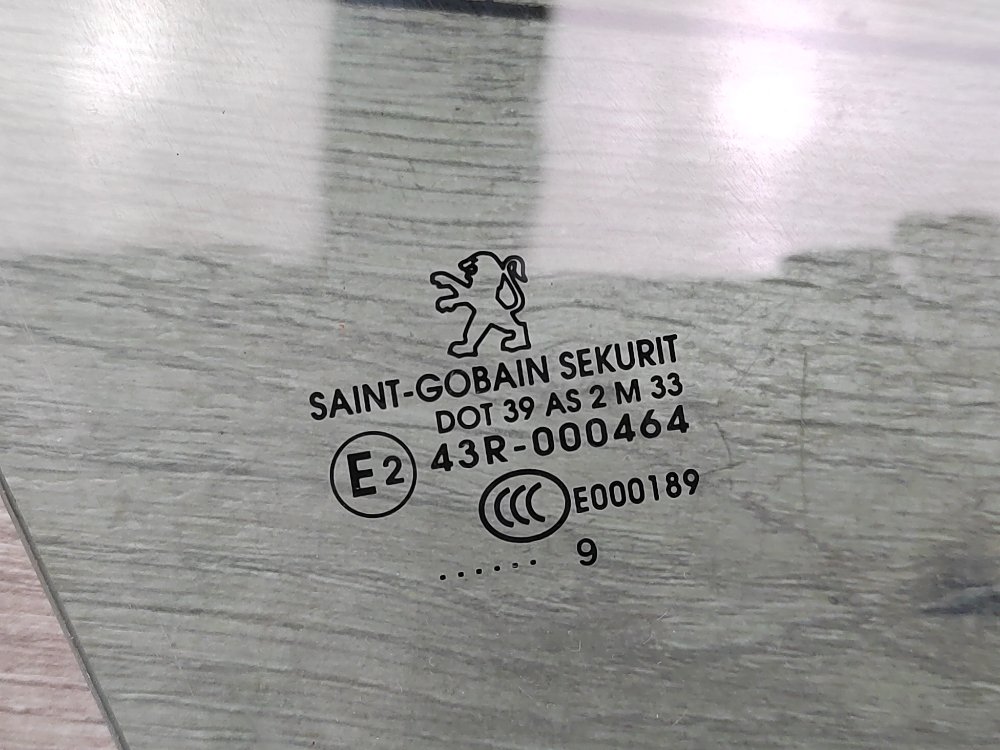 SAINT-GOBAIN SEKURIT
DOT 39 AS 2 M 33
E2 43R-000464
CCC E000189
...... 9